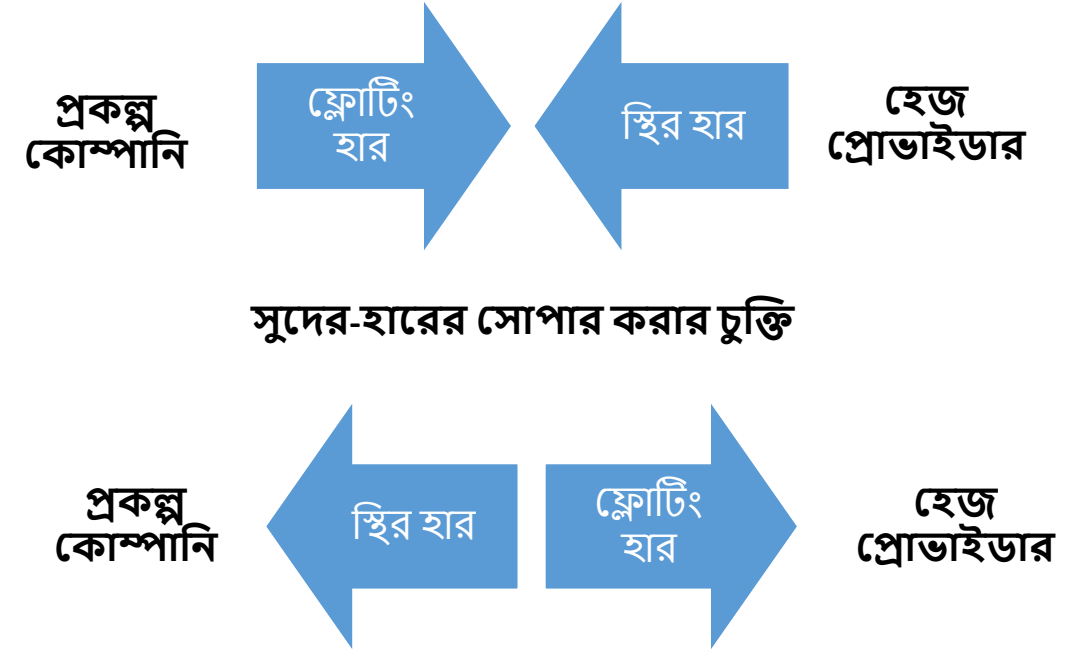 প্রকল্প
কোম্পানি
ফ্লোটিং
হার
স্থির হার
হেজ
প্রোভাইডার
সুদের-হারের সোপার করার চুক্তি
প্রকল্প
কোম্পানি
স্থির হার
ফ্লোটিং
হার
হেজ
প্রোভাইডার